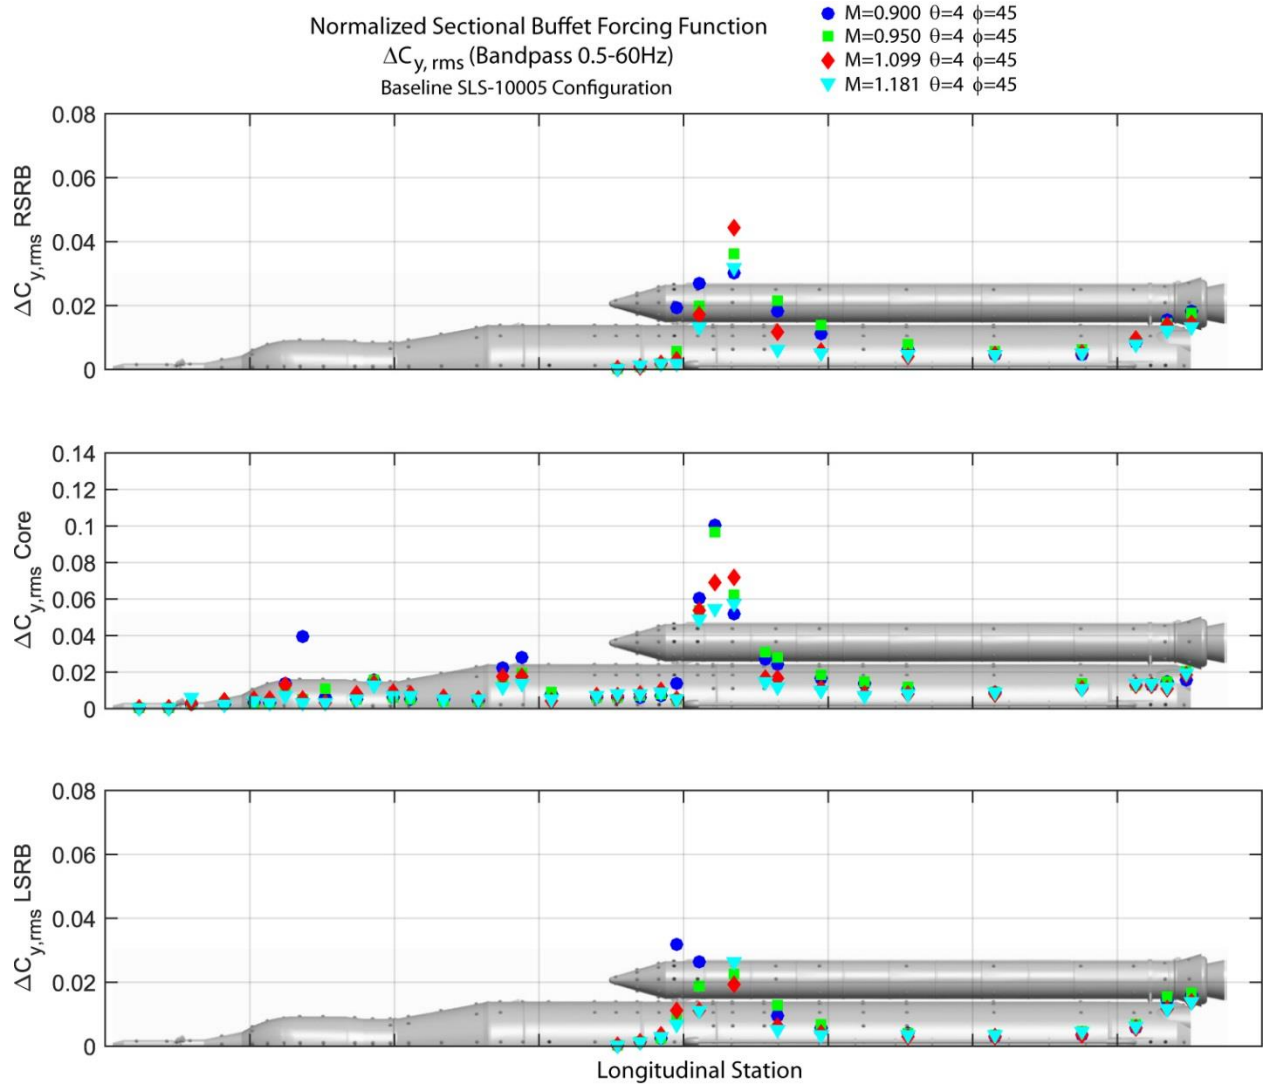 Normalized Sectional Buffet Forcing Function
ΔCy, rms (Bandpass 0.5-60Hz)
Baseline SLS-10005 Configuration
M=0.900 θ=4 ϕ=45
M=0.950 θ=4 ϕ=45
M=1.099 θ=4 ϕ=45
M=1.181 θ=4 ϕ=45
ΔCy,rms RSRB
0.08
0.06
0.04
0.02
0
ΔCy,rms Core
0.14
0.12
0.1
0.08
0.06
0.04
0.02
0
ΔCy,rms LSRB
0.08
0.06
0.04
0.02
0
Longitudinal Station